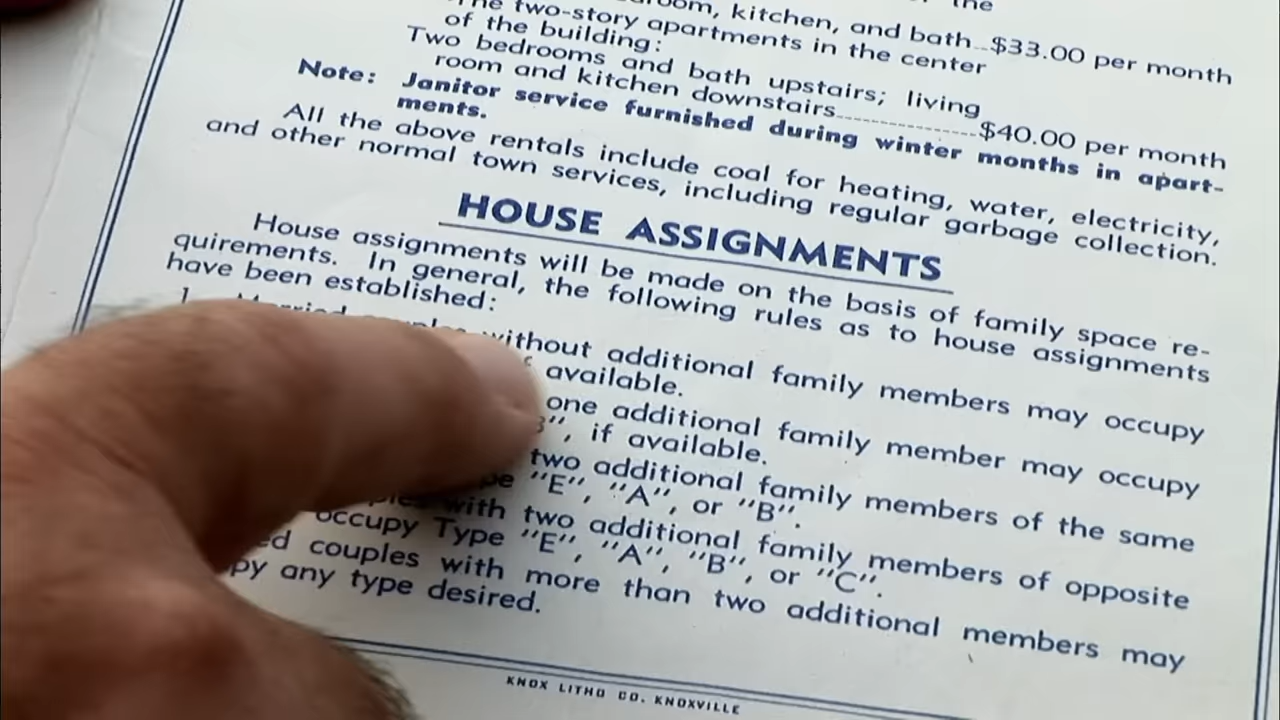 the
room, kitchen, and bath $33.00 per month
The two-story apartments in the center
of the building:
Two bedrooms and bath upstairs; living
room and kitchen downstairs $40.00 per month
Note: Janitor service furnished during winter months in apart-
ments.
All the above rentals include coal for heating, water, electricity,
and other normal town services, including regular garbage collection.
HOUSE ASSIGNMENTS
House assignments will be made on the basis of family space re-
quirements. In general, the following rules as to house assignments
have been established:
1. Married couples without additional family members may occupy
available.
one additional family member may occupy
B", if available.
two additional family members of the same
"E", "A", or "B".
with two additional family members of opposite
occupy Type "E", "A", "B", or "C".
couples with more than two additional members may
any type desired.
KNOX LITHO CO. KNOXVILLE